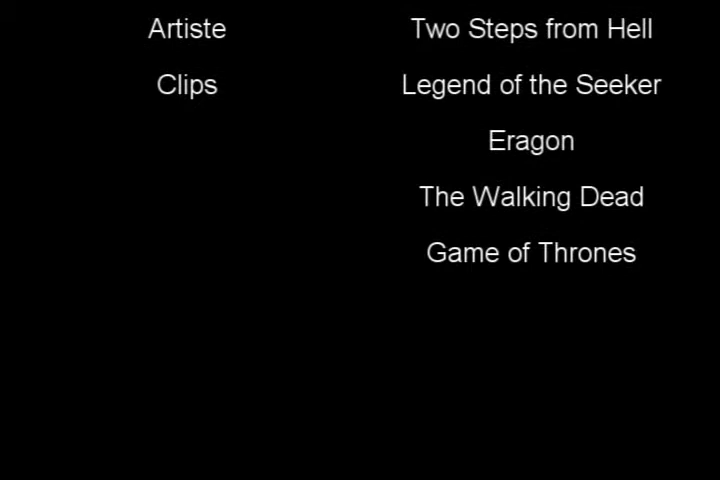 Artiste Two Steps from Hell
Clips Legend of the Seeker
Eragon
The Walking Dead
Game of Thrones